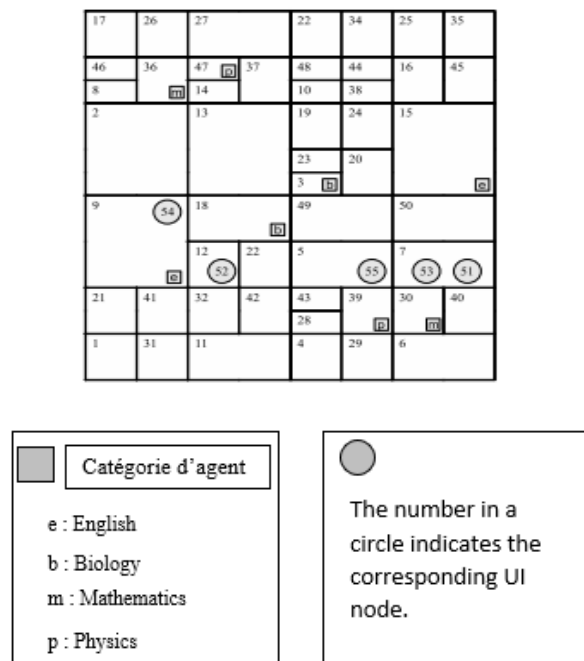 17 26 27 22 34 25 35
46 36 47 p 37 48 44 16 45
8 m 14 10 38
2 13 19 24 15
23 20
3 b e
9 54 18 49 50
b
12 22 5 7
e 52 55 53 51
21 41 32 42 43 39 30 40
28 p m
1 31 11 4 29 6
Catégorie d'agent
e : English
b : Biology
m : Mathematics
p : Physics
The number in a
circle indicates the
corresponding UI
node.